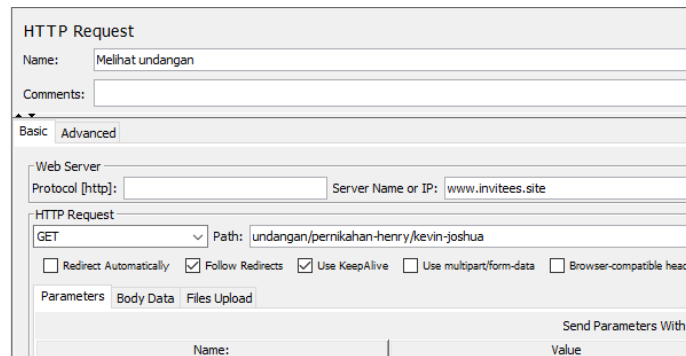 HTTP Request
Name: Melihat undangan
Comments:
Basic Advanced
Web Server
Protocol [http]: Server Name or IP: www.invitees.site
HTTP Request
GET Path: undangan/pernikahan-henry/kevin-joshua
Redirect Automatically Follow Redirects Use KeepAlive Use multipart/form-data Browser-compatible head
Parameters Body Data Files Upload
Send Parameters With
Name: Value